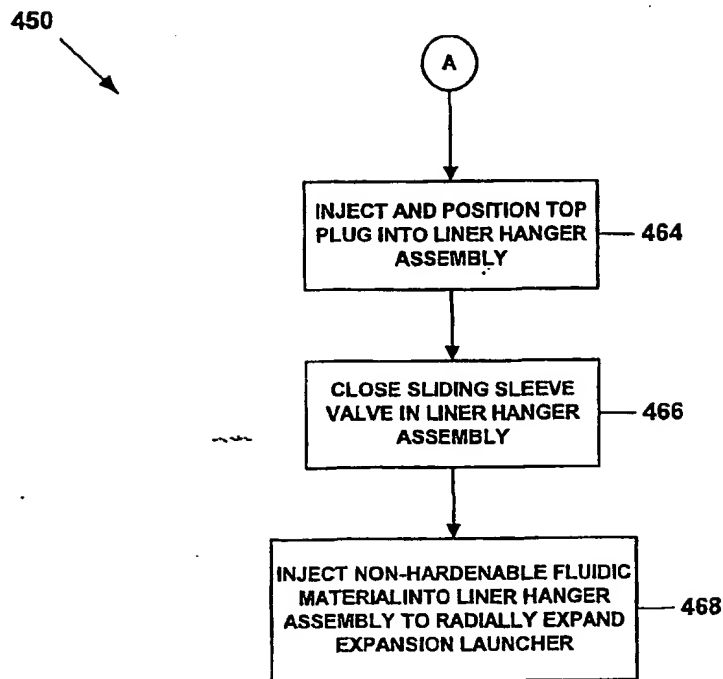 450
A
INJECT AND POSITION TOP
PLUG INTO LINER HANGER
ASSEMBLY
464
CLOSE SLIDING SLEEVE
VALVE IN LINER HANGER
ASSEMBLY
466
INJECT NON-HARDENABLE FLUIDIC
MATERIALINTO LINER HANGER
ASSEMBLY TO RADIALLY EXPAND
EXPANSION LAUNCHER
468